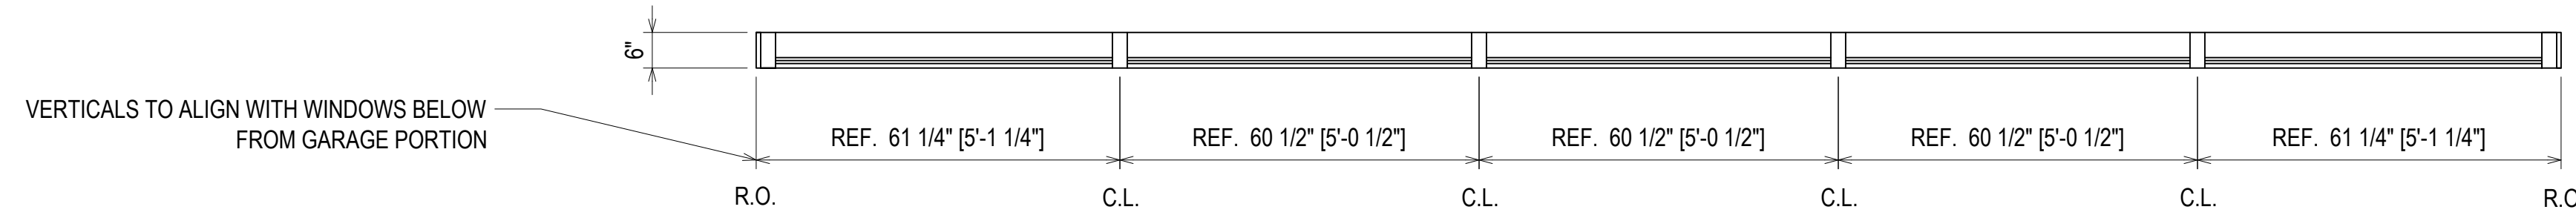 6"
VERTICALS TO ALIGN WITH WINDOWS BELOW
FROM GARAGE PORTION
REF. 61 1/4" [5'-1 1/4"] REF. 60 1/2" [5'-0 1/2"] REF. 60 1/2" [5'-0 1/2"] REF. 60 1/2" [5'-0 1/2"] REF. 61 1/4" [5'-1 1/4"]
R.O. C.L. C.L. C.L. C.L. R.O